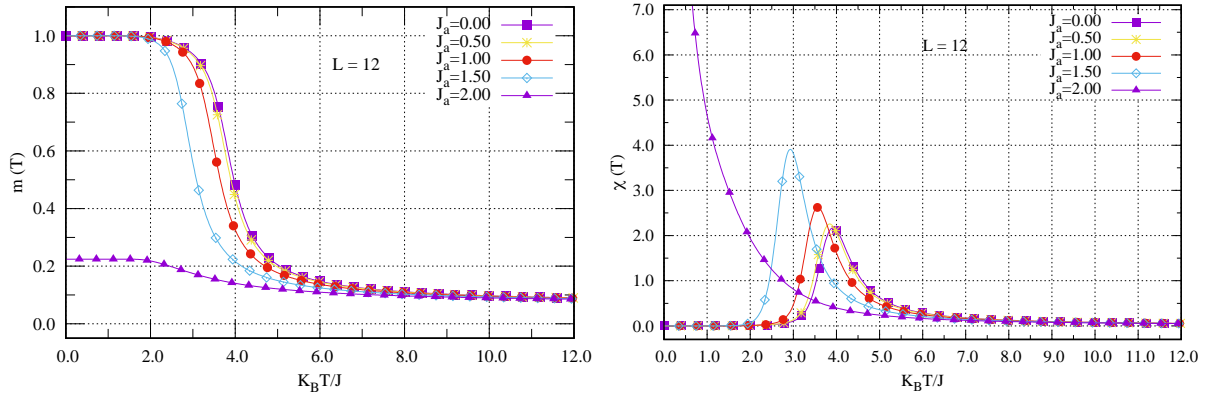 m (T)
1.0
0.8
0.6
0.4
0.2
0.0
0.0 2.0 4.0 6.0 8.0 10.0 12.0
K_BT/J
L = 12
J_a=0.00
J_a=0.50
J_a=1.00
J_a=1.50
J_a=2.00
χ (T)
7.0
6.0
5.0
4.0
3.0
2.0
1.0
0.0
0.0 1.0 2.0 3.0 4.0 5.0 6.0 7.0 8.0 9.0 10.0 11.0 12.0
K_BT/J
L = 12
J_a=0.00
J_a=0.50
J_a=1.00
J_a=1.50
J_a=2.00